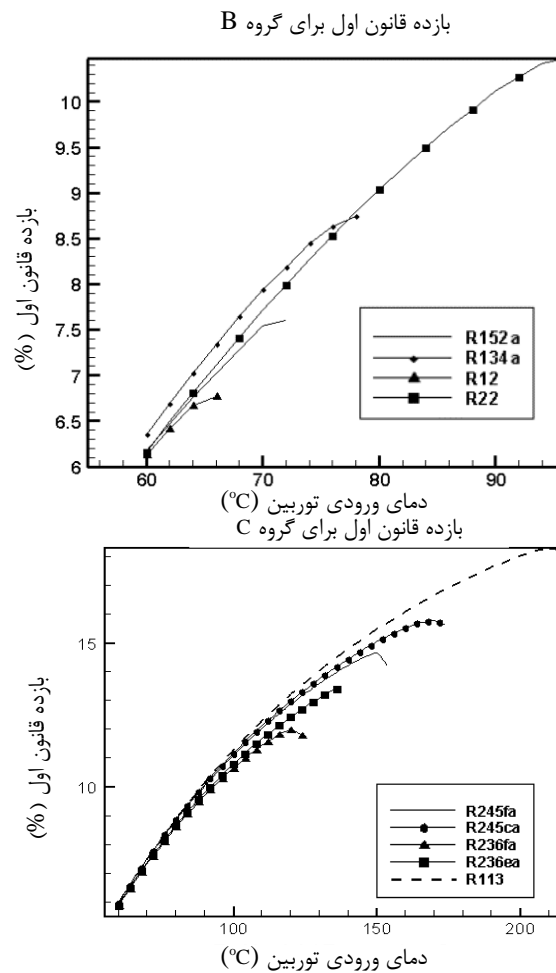 بازده قانون اول برای گروه B
10
9.5
9
8.5
8
7.5
7
6.5
6
بازده قانون اول (%)
R152a
R134a
R12
R22
60 70 80 90
دمای ورودی توربین (°C)
بازده قانون اول برای گروه C
15
10
بازده قانون اول (%)
R245fa
R245ca
R236fa
R236ea
R113
100 150 200
دمای ورودی توربین (°C)